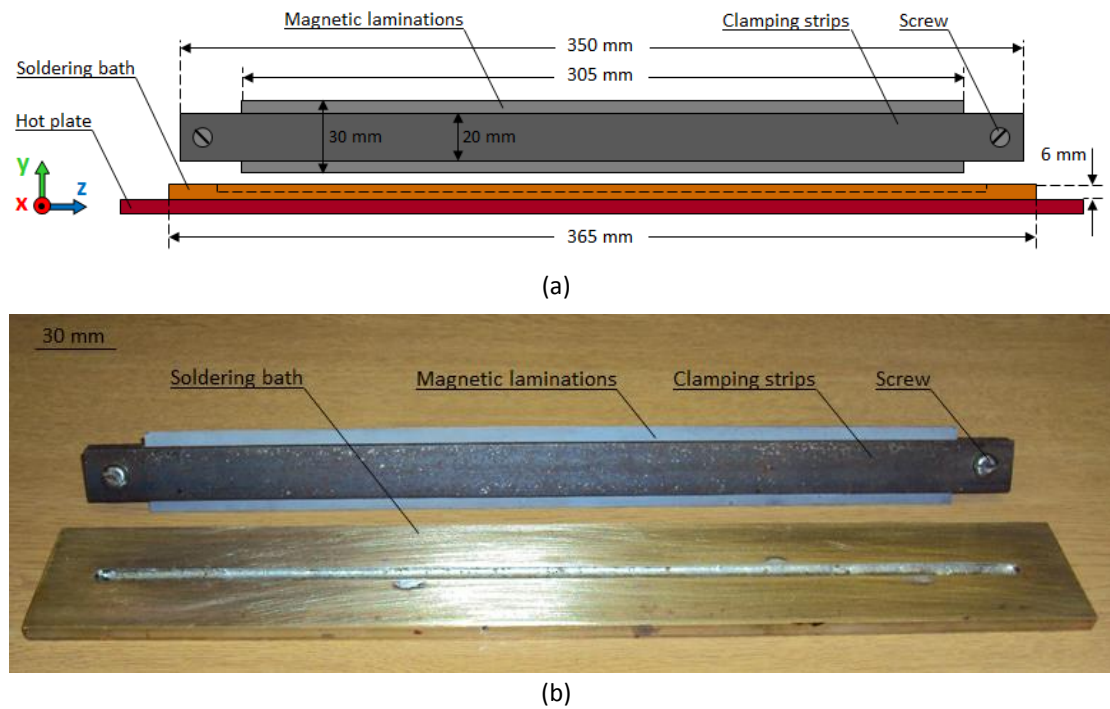 Magnetic laminations
Clamping strips
Screw
350 mm
Soldering bath
305 mm
Hot plate
30 mm
20 mm
6 mm
y
x
z
365 mm
(a)
30 mm
Soldering bath
Magnetic laminations
Clamping strips
Screw
(b)